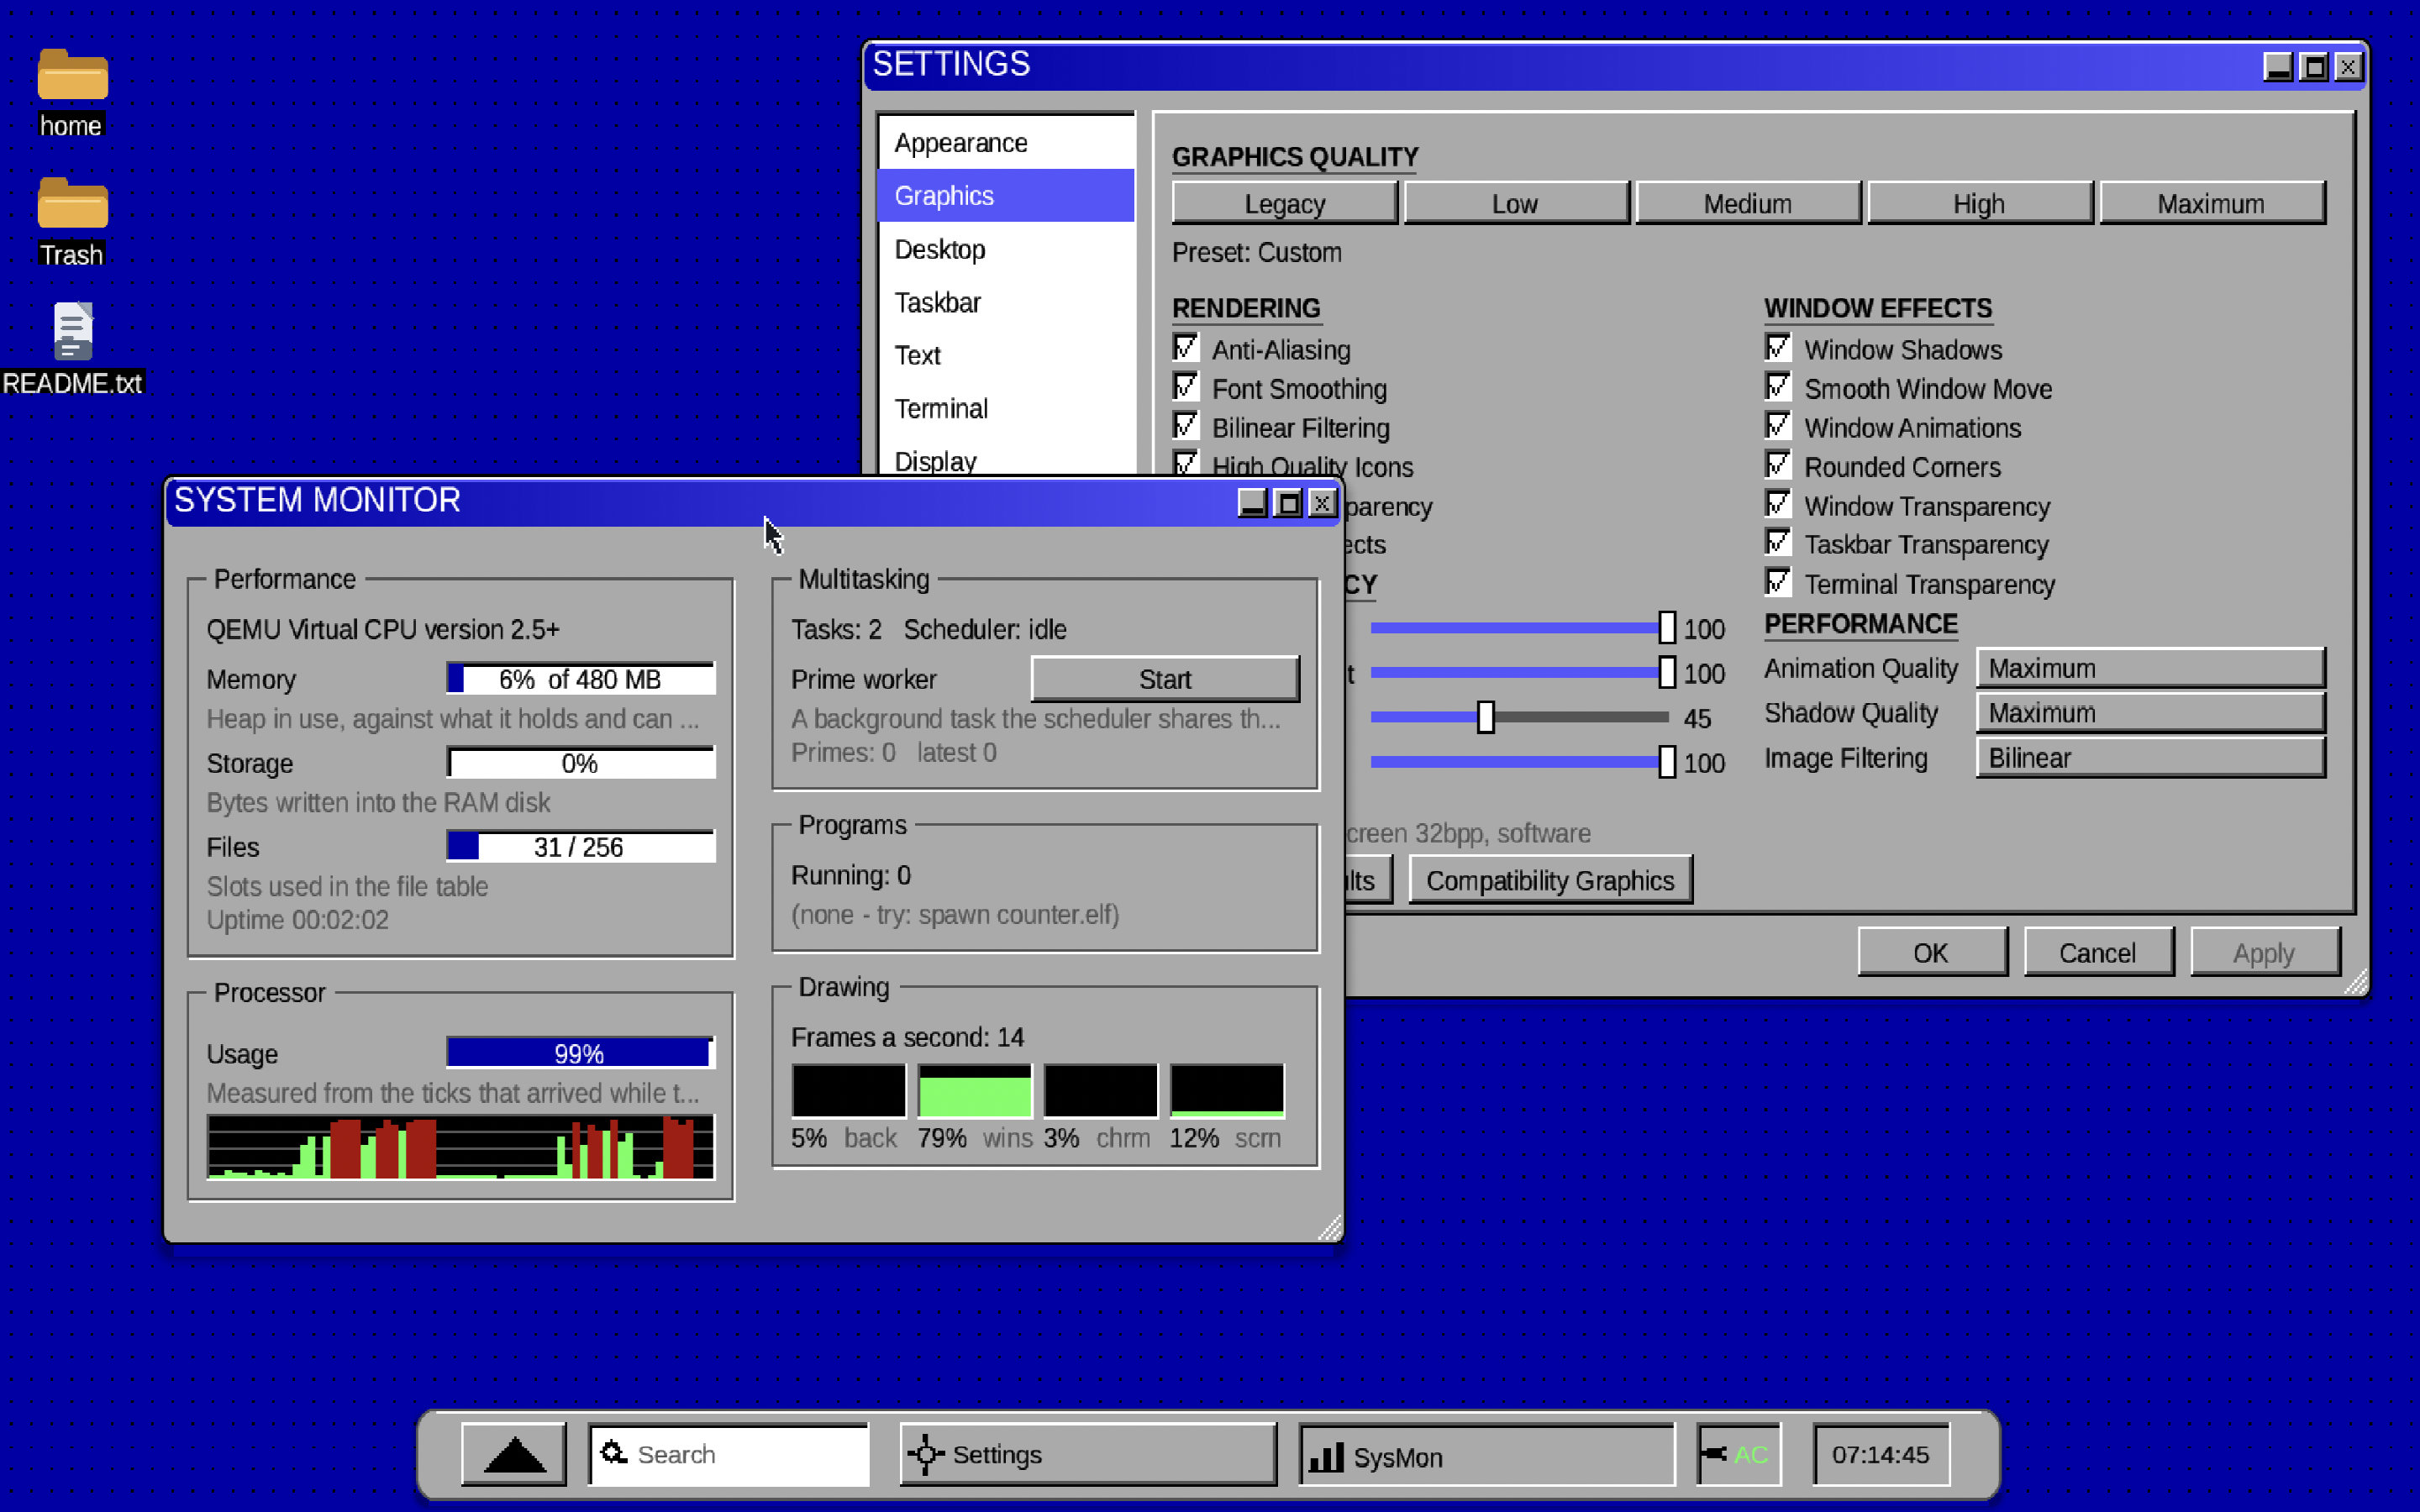 home
Trash
README.txt
SETTINGS
Appearance
Graphics
Desktop
Taskbar
Text
Terminal
Display
GRAPHICS QUALITY
Legacy
Low
Medium
High
Maximum
Preset: Custom
RENDERING
Anti-Aliasing
Font Smoothing
Bilinear Filtering
High Quality Icons
parency
ects
CY
100
t
100
45
100
WINDOW EFFECTS
Window Shadows
Smooth Window Move
Window Animations
Rounded Corners
Window Transparency
Taskbar Transparency
Terminal Transparency
PERFORMANCE
Animation Quality
Maximum
Shadow Quality
Maximum
Image Filtering
Bilinear
creen 32bpp, software
lts
Compatibility Graphics
OK
Cancel
Apply
SYSTEM MONITOR
Performance
QEMU Virtual CPU version 2.5+
Memory
6% of 480 MB
Heap in use, against what it holds and can ...
Storage
0%
Bytes written into the RAM disk
Files
31 / 256
Slots used in the file table
Uptime 00:02:02
Processor
Usage
99%
Measured from the ticks that arrived while t...
Multitasking
Tasks: 2 Scheduler: idle
Prime worker
Start
A background task the scheduler shares th...
Primes: 0 latest 0
Programs
Running: 0
(none - try: spawn counter.elf)
Drawing
Frames a second: 14
5% back
79% wins
3% chrm
12% scrn
Search
Settings
SysMon
AC
07:14:45